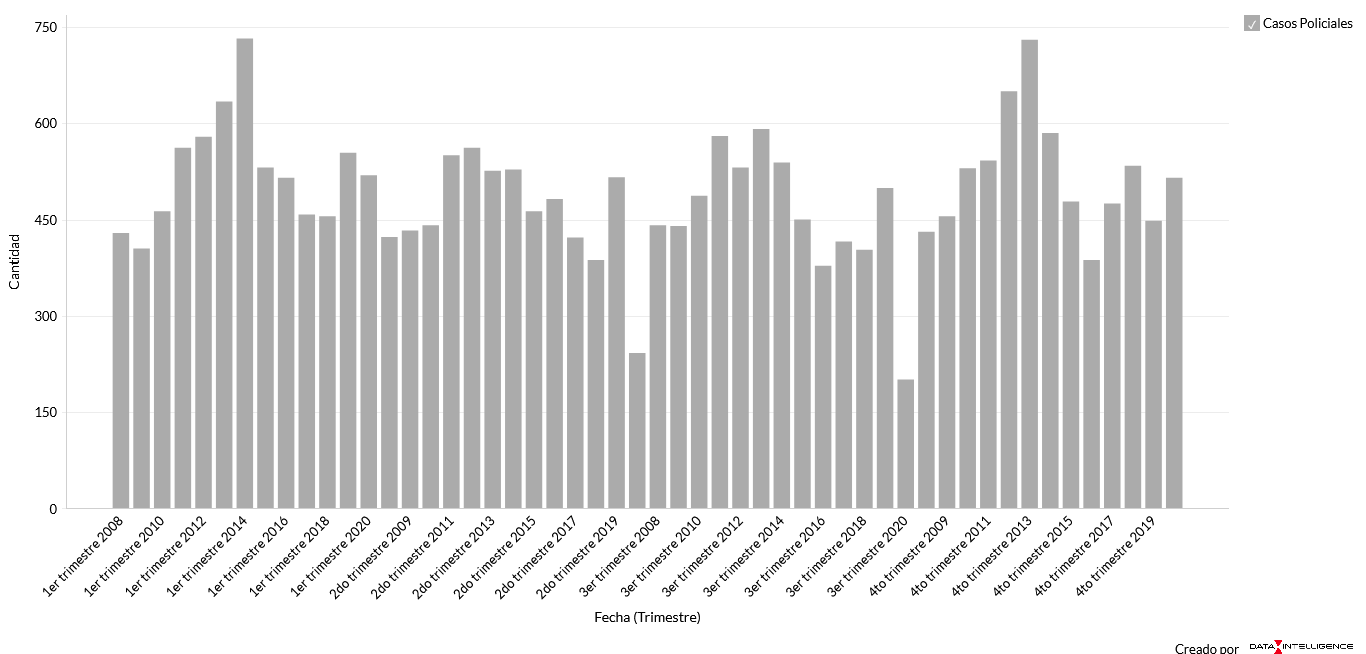 Casos Policiales
750
600
450
300
150
0
Cantidad
1er trimestre 2008
1er trimestre 2010
1er trimestre 2012
1er trimestre 2014
1er trimestre 2016
1er trimestre 2018
1er trimestre 2020
2do trimestre 2009
2do trimestre 2011
2do trimestre 2013
2do trimestre 2015
2do trimestre 2017
2do trimestre 2019
3er trimestre 2008
3er trimestre 2010
3er trimestre 2012
3er trimestre 2014
3er trimestre 2016
3er trimestre 2018
3er trimestre 2020
4to trimestre 2009
4to trimestre 2011
4to trimestre 2013
4to trimestre 2015
4to trimestre 2017
4to trimestre 2019
Fecha (Trimestre)
Creado por DATA INTELLIGENCE